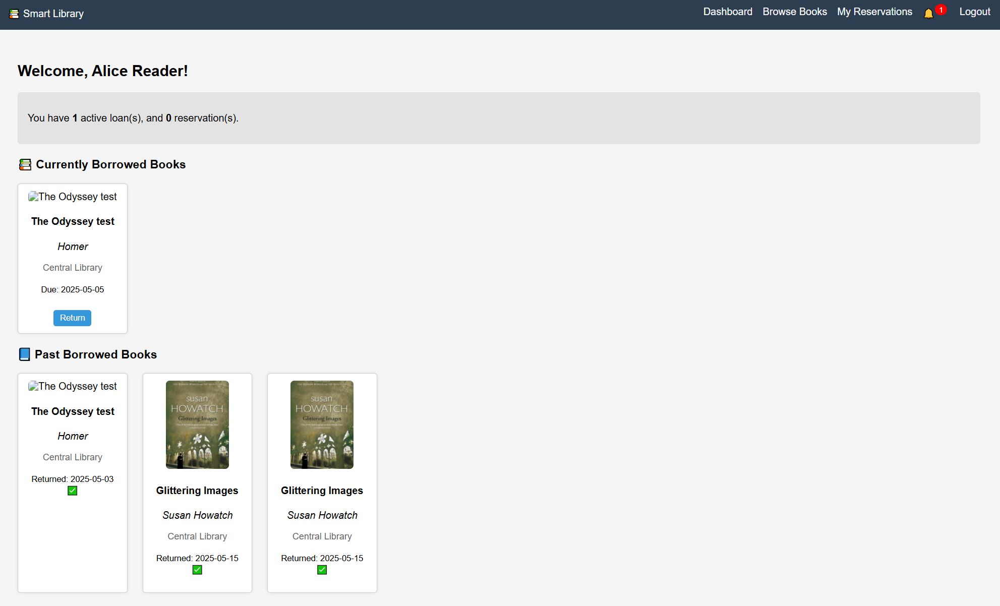 Smart Library
Dashboard Browse Books My Reservations 1 Logout
Welcome, Alice Reader!
You have 1 active loan(s), and 0 reservation(s).
Currently Borrowed Books
The Odyssey test
The Odyssey test
Homer
Central Library
Due: 2025-05-05
Return
Past Borrowed Books
The Odyssey test
The Odyssey test
Homer
Central Library
Returned: 2025-05-03
susan
HOWATCH
Glittering Images
Glittering Images
Susan Howatch
Central Library
Returned: 2025-05-15
susan
HOWATCH
Glittering Images
Glittering Images
Susan Howatch
Central Library
Returned: 2025-05-15